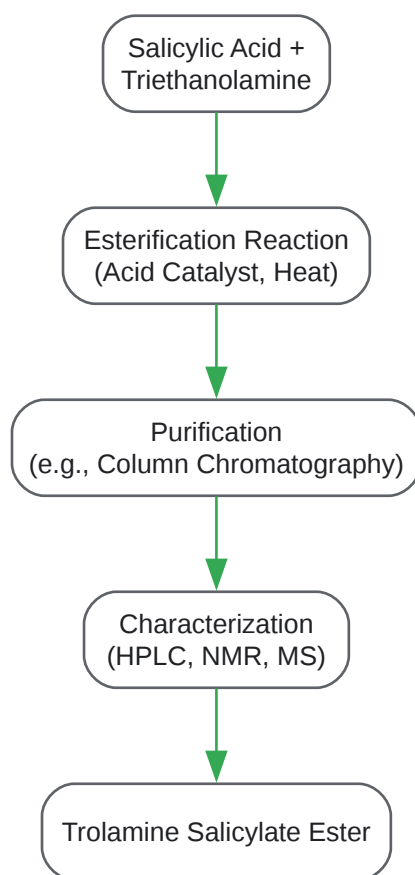 Salicylic Acid +
Triethanolamine
Esterification Reaction
(Acid Catalyst, Heat)
Purification
(e.g., Column Chromatography)
Characterization
(HPLC, NMR, MS)
Trolamine Salicylate Ester